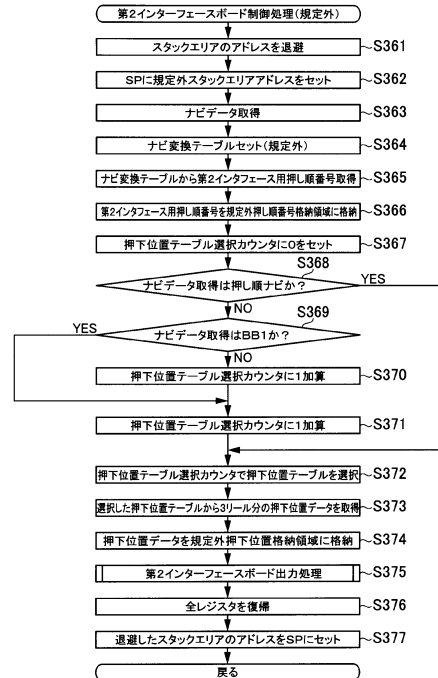 第2インターフェースボード制御処理(規定外)
スタックエリアのアドレスを退避 S361
SPに規定外スタックエリアアドレスをセット S362
ナビデータ取得 S363
ナビ変換テーブルセット(規定外) S364
ナビ変換テーブルから第2インタフェース用押し順番号取得 S365
第2インタフェース用押し順番号を規定外押し順番号格納領域に格納 S366
押下位置テーブル選択カウンタに0をセット S367
S368
ナビデータ取得は押し順ナビか? YES
NO
S369
YES ナビデータ取得はBB1か?
NO
押下位置テーブル選択カウンタに1加算 S370
押下位置テーブル選択カウンタに1加算 S371
押下位置テーブル選択カウンタで押下位置テーブルを選択 S372
選択した押下位置テーブルから3リール分の押下位置データを取得 S373
押下位置データを規定外押下位置格納領域に格納 S374
第2インターフェースボード出力処理 S375
全レジスタを復帰 S376
退避したスタックエリアのアドレスをSPにセット S377
戻る